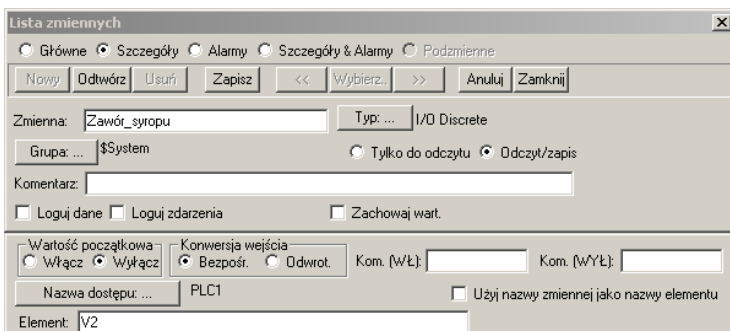 Lista zmiennych
Główne Szczegóły Alarmy Szczegóły & Alarmy Podzmienne
Nowy Odtwórz Usuń Zapisz << Wybierz.. >> Anuluj Zamknij
Zmienna: Zawór_syropu Typ: ... I/O Discrete
Grupa: ... $System Tylko do odczytu Odczyt/zapis
Komentarz:
Loguj dane Loguj zdarzenia Zachowaj wart.
Wartość początkowa Konwersja wejścia
Włącz Wyłącz Bezpośr. Odwrot. Kom. (WŁ): Kom. (WYŁ):
Nazwa dostępu: ... PLC1 Użyj nazwy zmiennej jako nazwy elementu
Element: V2